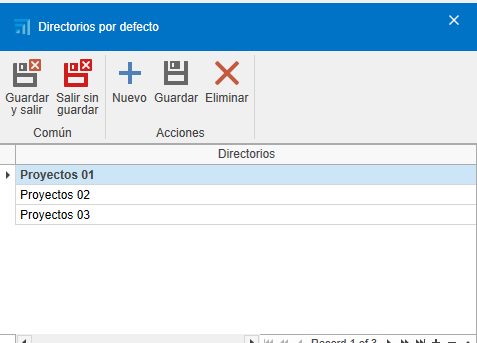 Directorios por defecto
Guardar y salir
Salir sin guardar
Nuevo
Guardar
Eliminar
Común
Acciones
Directorios
Proyectos 01
Proyectos 02
Proyectos 03
Record 1 of 3